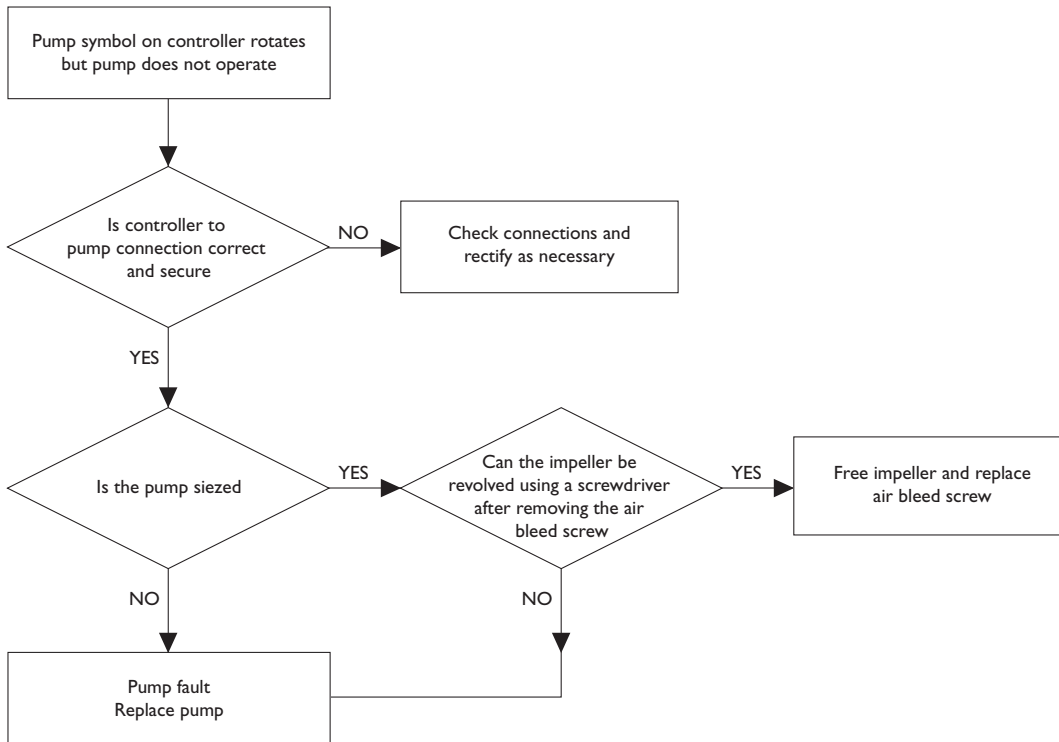 Pump symbol on controller rotates
but pump does not operate
Is controller to
pump connection correct
and secure
NO
Check connections and
rectify as necessary
YES
Is the pump siezed
YES
Can the impeller be
revolved using a screwdriver
after removing the air
bleed screw
YES
Free impeller and replace
air bleed screw
NO
NO
Pump fault
Replace pump